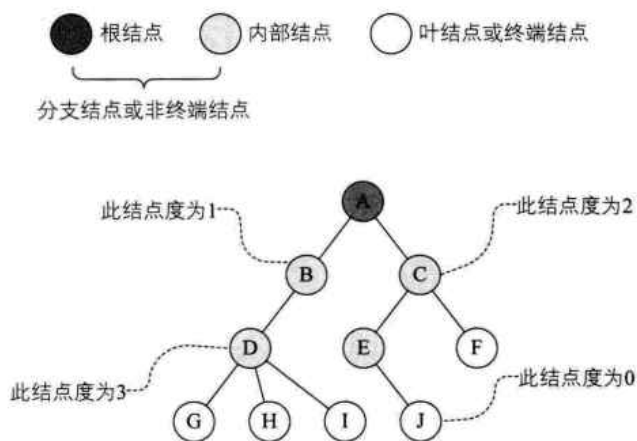 根结点 内部结点 叶结点或终端结点
分支结点或非终端结点
A
此结点度为1 此结点度为2
B C
D E F
此结点度为3 此结点度为0
G H I J